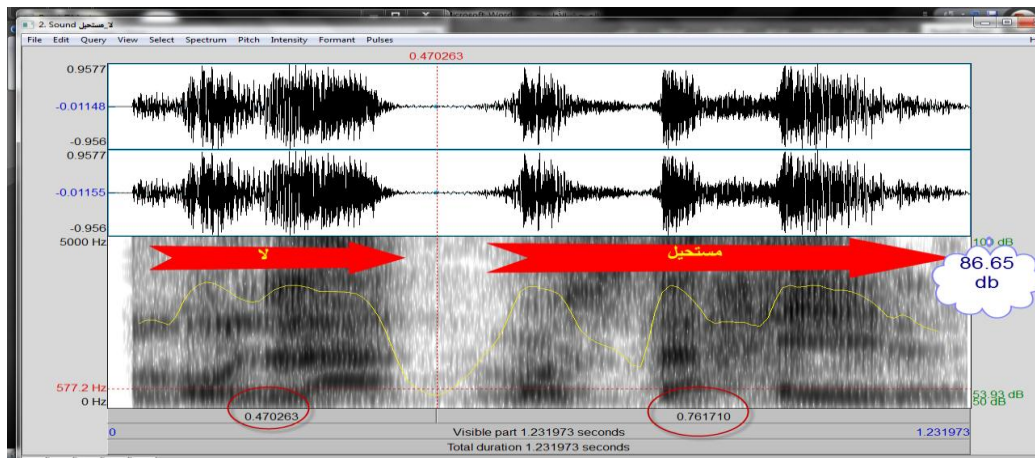 2. Sound لا_مستحيل
File Edit Query View Select Spectrum Pitch Intensity Formant Pulses H
0.470263
0.9577
-0.01148
-0.956
0.9577
-0.01155
-0.956
5000 Hz
100 dB
لا
مستحيل
86.65
db
577.2 Hz
53.93 dB
0 Hz
50 dB
0.470263
0.761710
0
Visible part 1.231973 seconds
1.231973
Total duration 1.231973 seconds